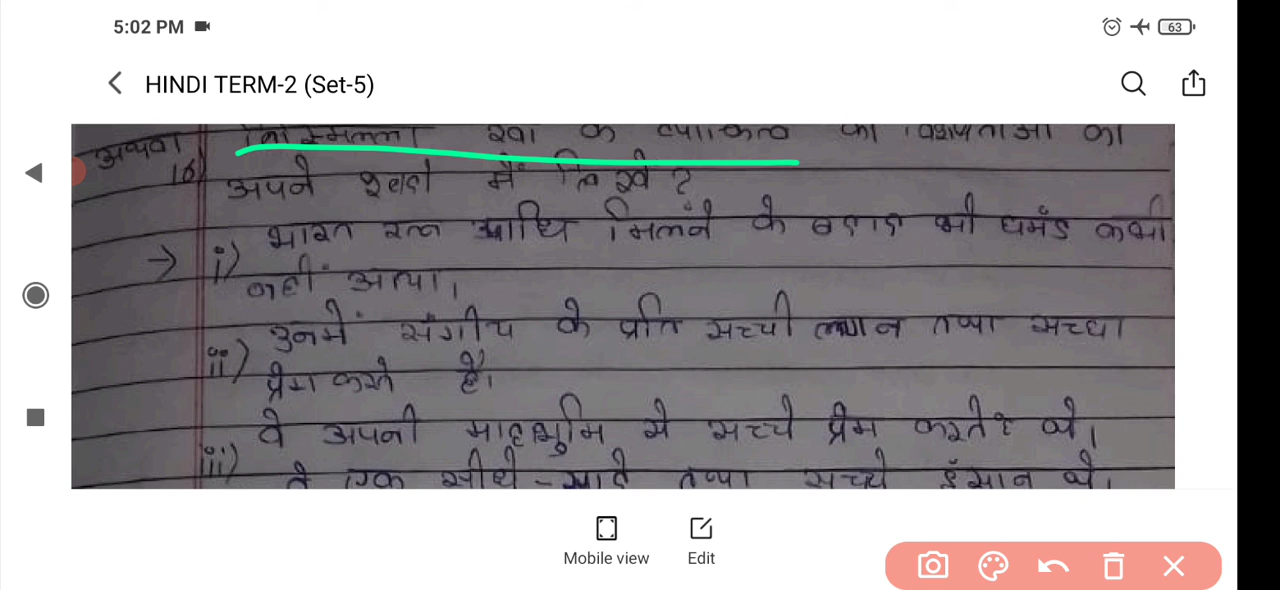 5:02 PM
63
HINDI TERM-2 (Set-5)
अथवा बिस्मिल्ला खाँ के व्यक्तित्व की विशेषताओं को
16) अपने शब्दो में लिखे?
→ i) भारत रत्न आधि मिलने के बाद भी घमंड कभी
नहीं आया।
ii) उनमें संगीय के प्रति सच्ची लगन तथा सच्चा
प्रेम करते है।
iii) वे अपनी मातृभुमि से सच्चे प्रेम करते थे।
वे एक सीधे-सादे तथा सच्चे इंसान थे।
Mobile view
Edit